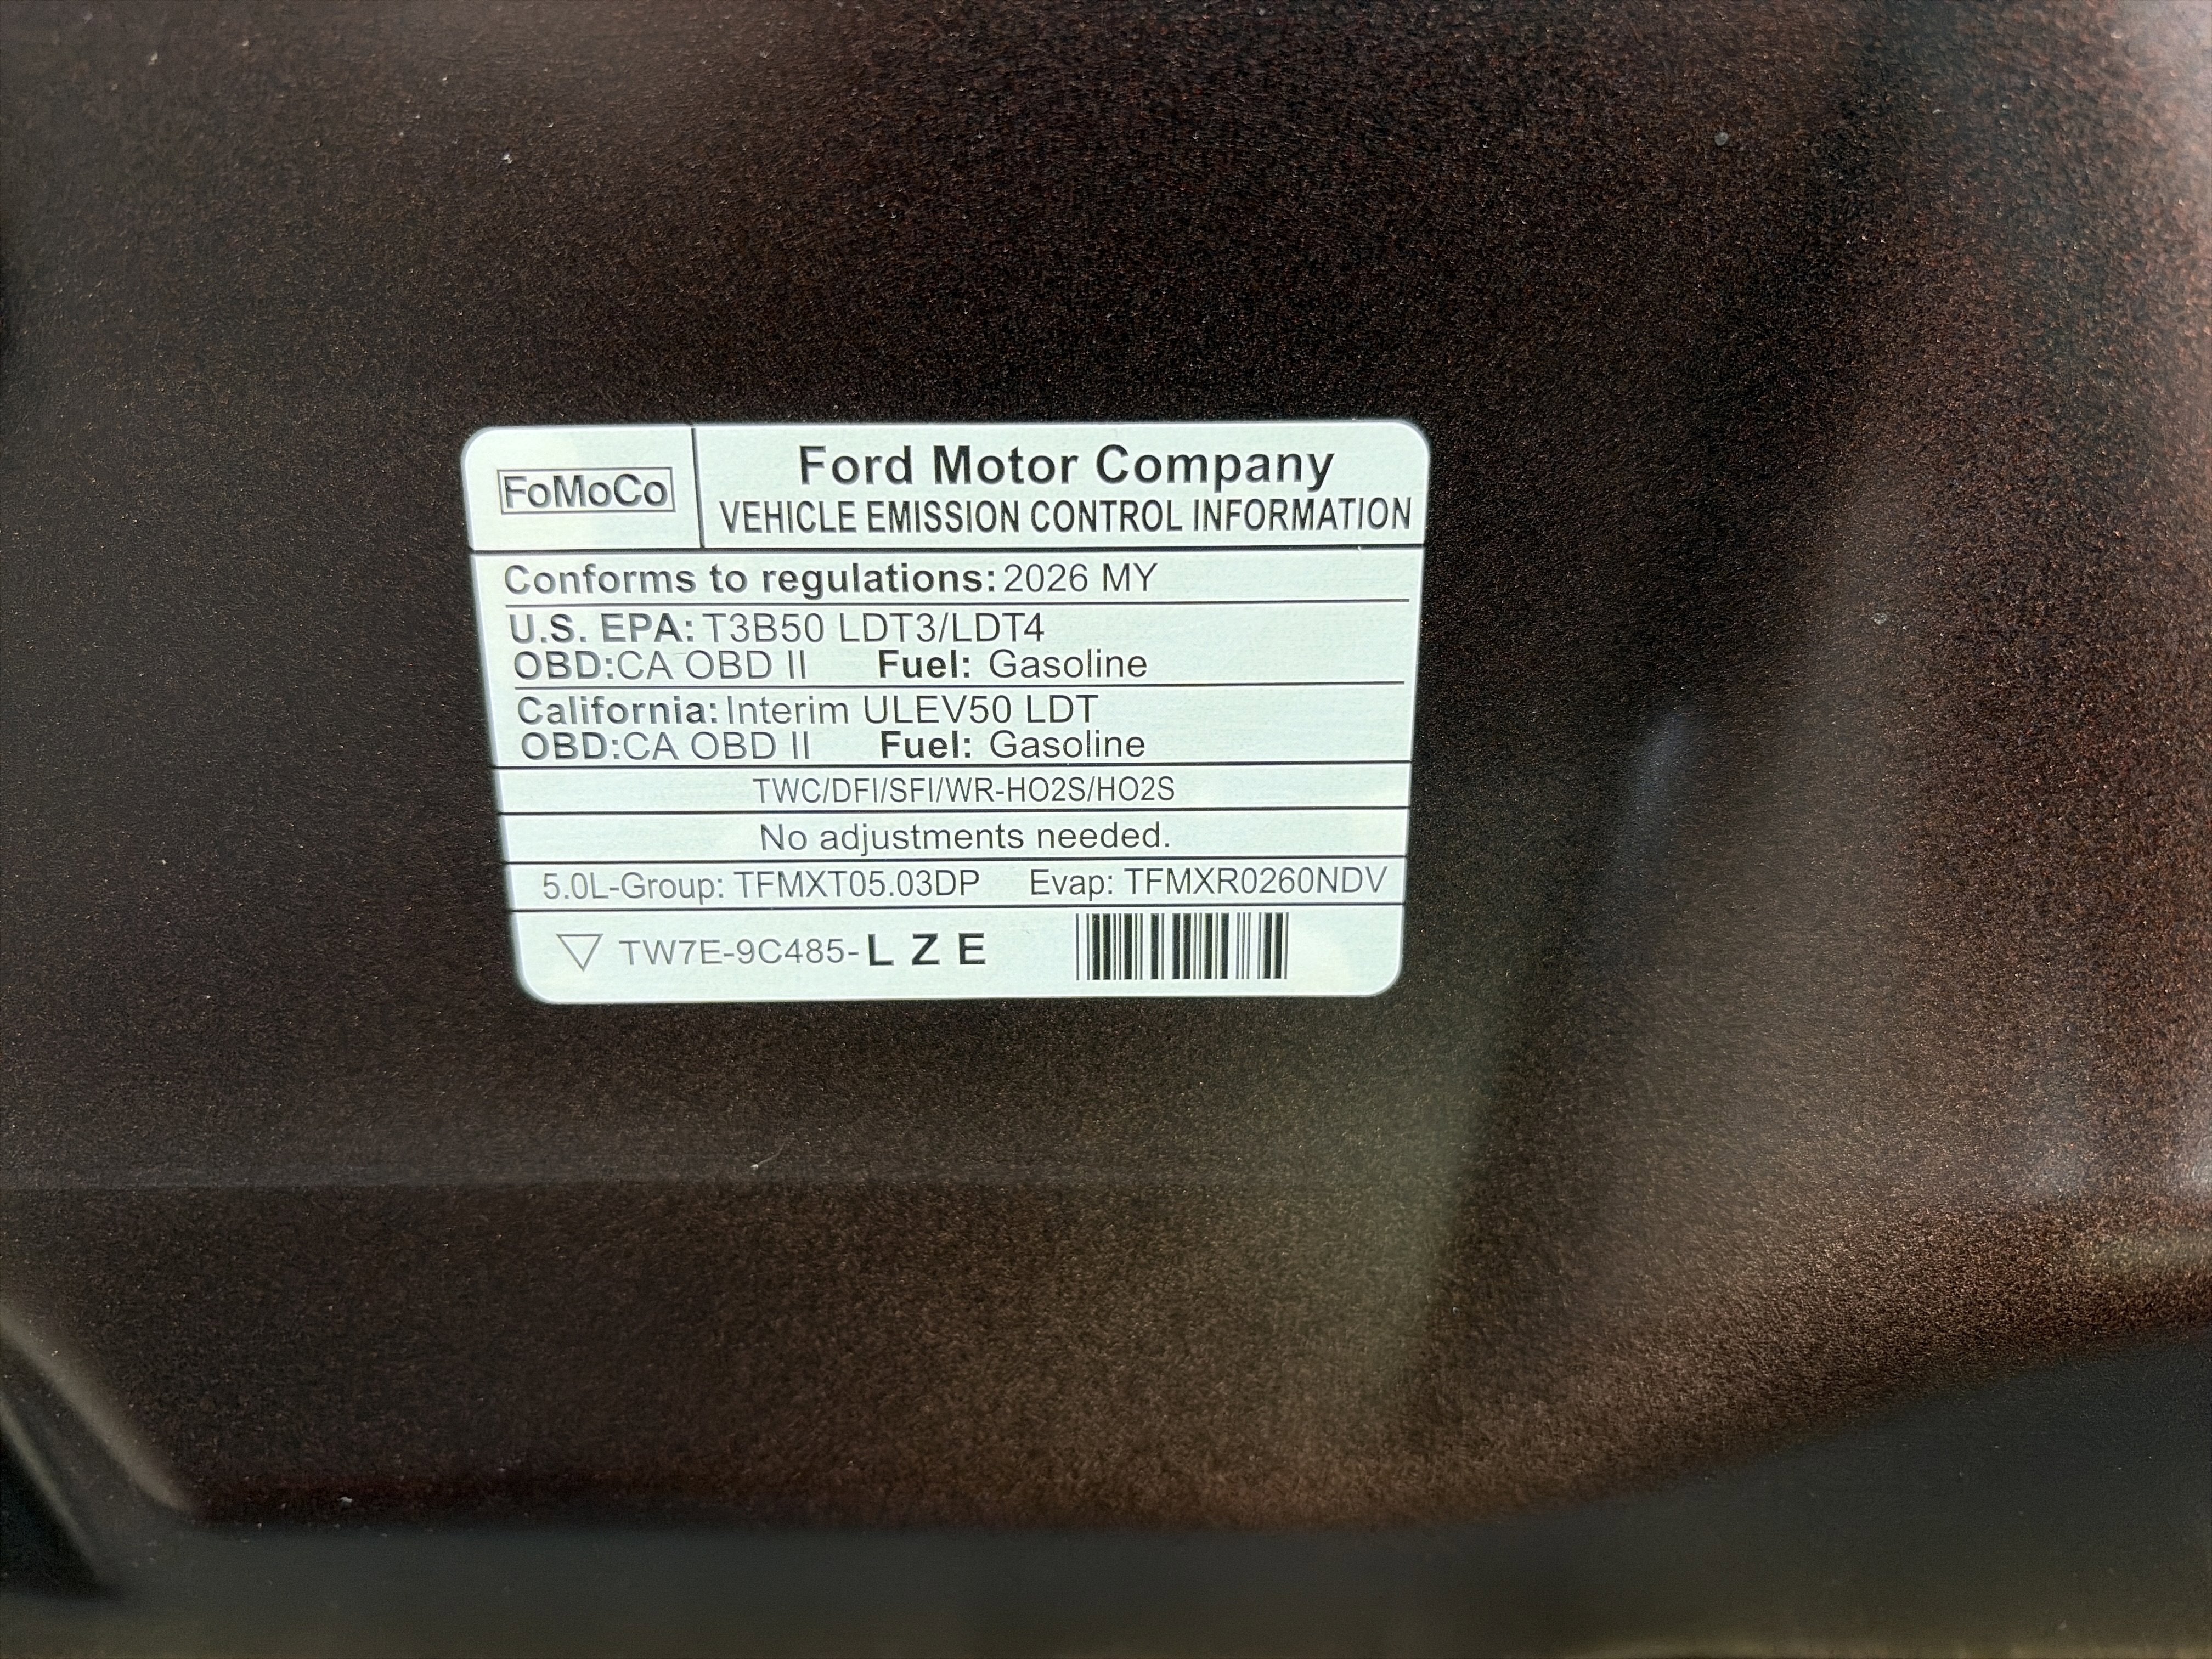 FoMoCo
Ford Motor Company
VEHICLE EMISSION CONTROL INFORMATION
Conforms to regulations: 2026 MY
U.S. EPA: T3B50 LDT3/LDT4
OBD:CA OBD II Fuel: Gasoline
California: Interim ULEV50 LDT
OBD:CA OBD II Fuel: Gasoline
TWC/DFI/SFI/WR-HO2S/HO2S
No adjustments needed.
5.0L-Group: TFMXT05.03DP Evap: TFMXR0260NDV
TW7E-9C485-L Z E